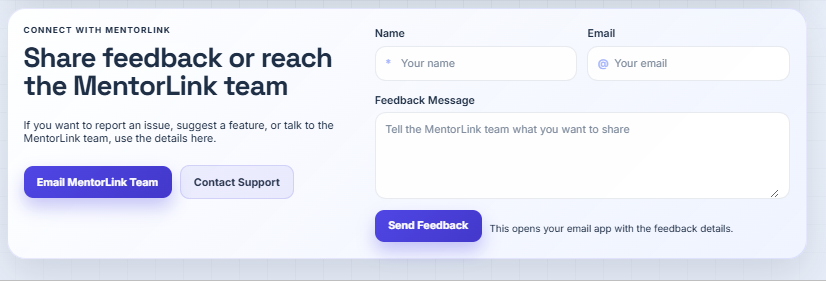 CONNECT WITH MENTORLINK
Share feedback or reach
the MentorLink team
If you want to report an issue, suggest a feature, or talk to the
MentorLink team, use the details here.
Email MentorLink Team
Contact Support
Name
Email
* Your name
@ Your email
Feedback Message
Tell the MentorLink team what you want to share
Send Feedback
This opens your email app with the feedback details.